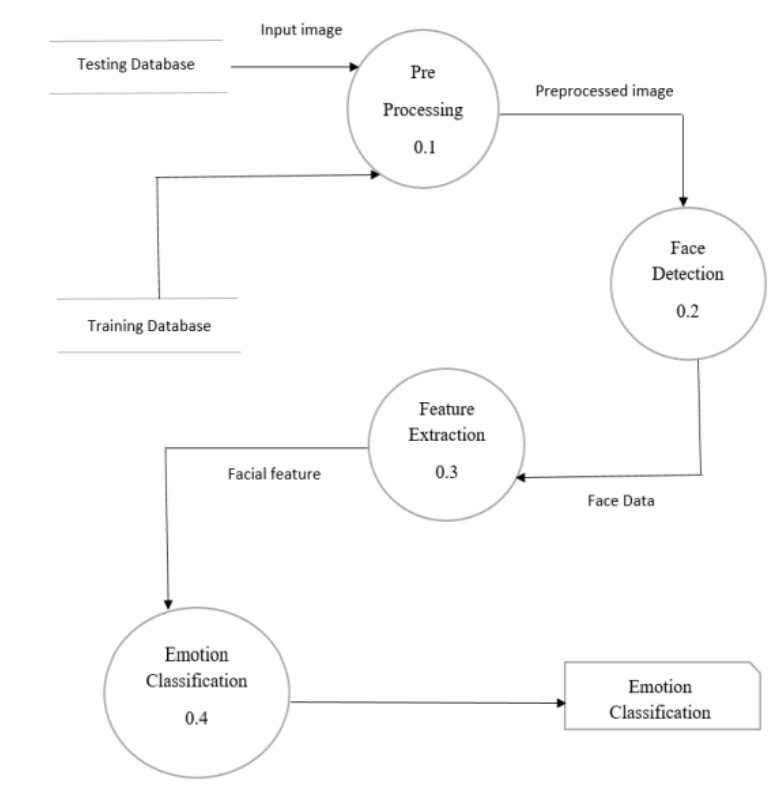 Input image
Testing Database
Pre
Processing
0.1
Preprocessed image
Face
Detection
0.2
Training Database
Feature
Extraction
0.3
Facial feature
Face Data
Emotion
Classification
0.4
Emotion
Classification